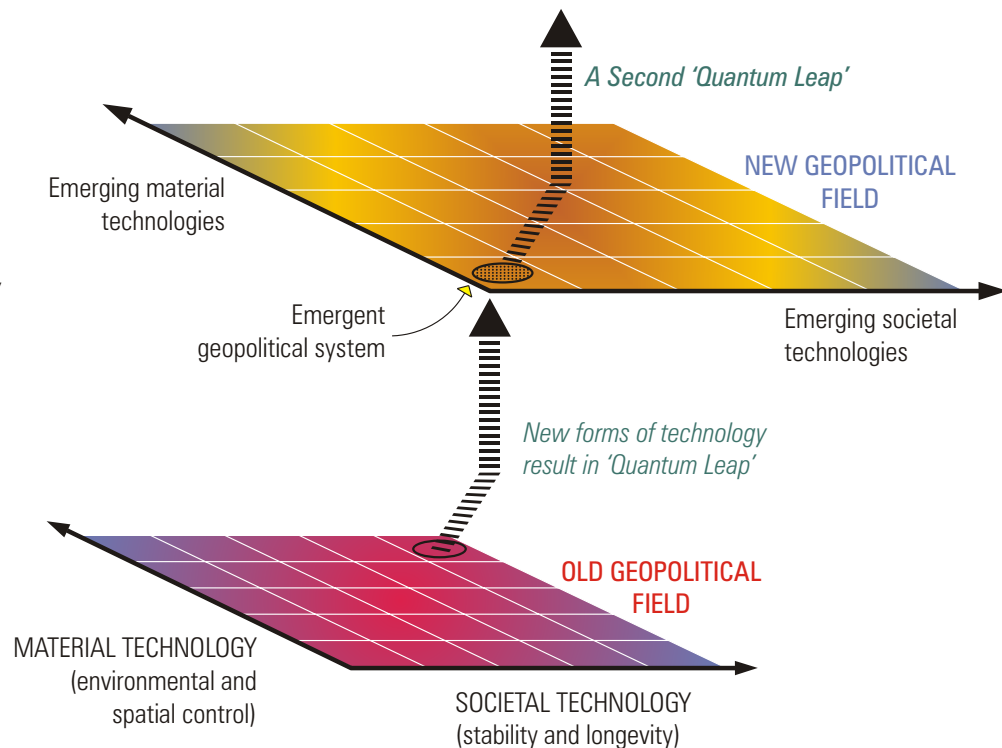 A Second ‘Quantum Leap’
NEW GEOPOLITICAL
FIELD
Emerging material
technologies
Emergent
geopolitical system
Emerging societal
technologies
New forms of technology
result in ‘Quantum Leap’
OLD GEOPOLITICAL
FIELD
MATERIAL TECHNOLOGY
(environmental and
spatial control)
SOCIETAL TECHNOLOGY
(stability and longevity)